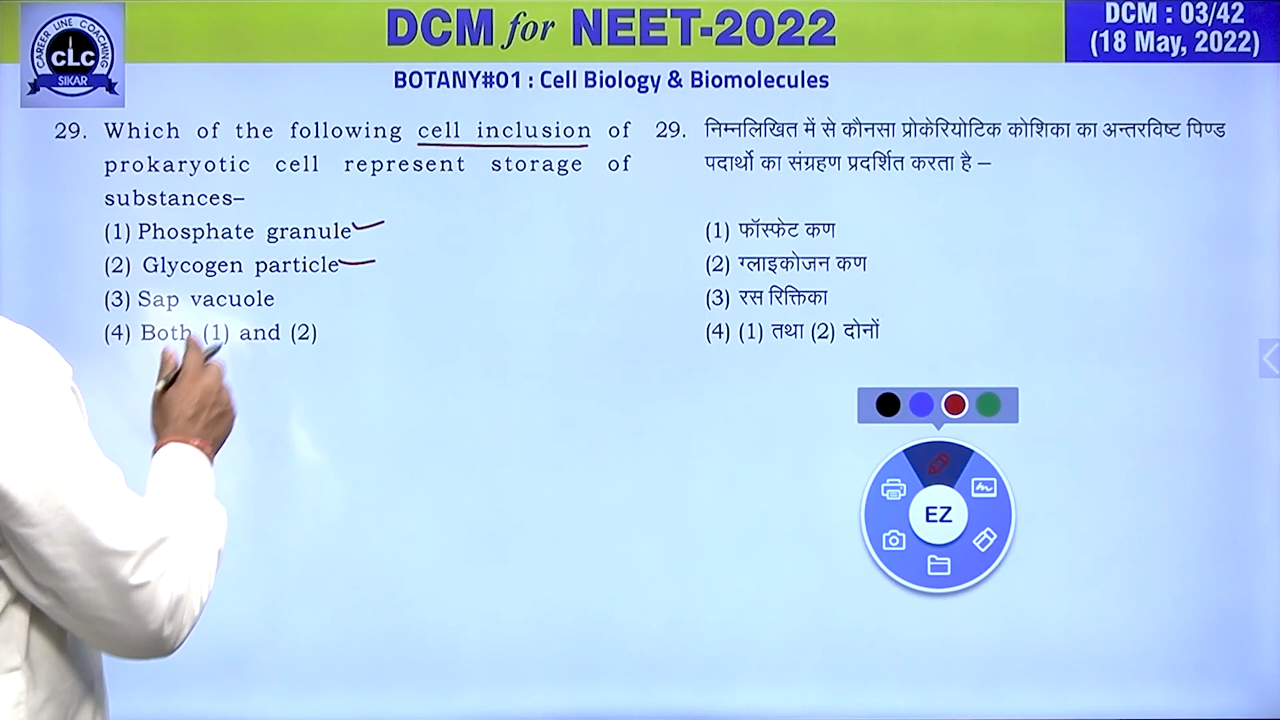 CAREER LINE COACHING
CLC
SIKAR
DCM for NEET-2022
DCM : 03/42
(18 May, 2022)
BOTANY#01 : Cell Biology & Biomolecules
29. Which of the following cell inclusion of
prokaryotic cell represent storage of
substances–
(1) Phosphate granule
(2) Glycogen particle
(3) Sap vacuole
(4) Both (1) and (2)
29. निम्नलिखित में से कौनसा प्रोकेरियोटिक कोशिका का अन्तरविष्ट पिण्ड
पदार्थो का संग्रहण प्रदर्शित करता है –
(1) फॉस्फेट कण
(2) ग्लाइकोजन कण
(3) रस रिक्तिका
(4) (1) तथा (2) दोनों
EZ